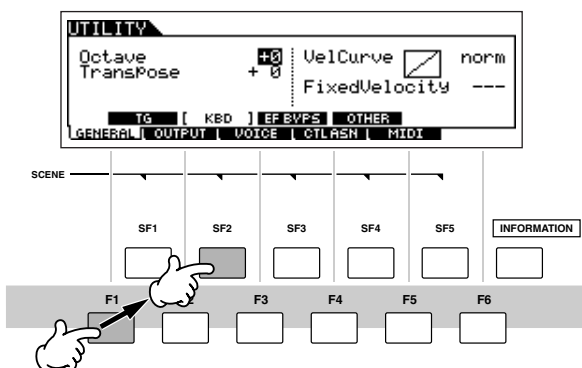 UTILITY
Octave +0 VelCurve norm
Transpose + 0
FixedVelocity ---
TG [ KBD ] EF BYPS OTHER
GENERAL OUTPUT VOICE CTLASN MIDI
SCENE
SF1 SF2 SF3 SF4 SF5 INFORMATION
F1 F3 F4 F5 F6